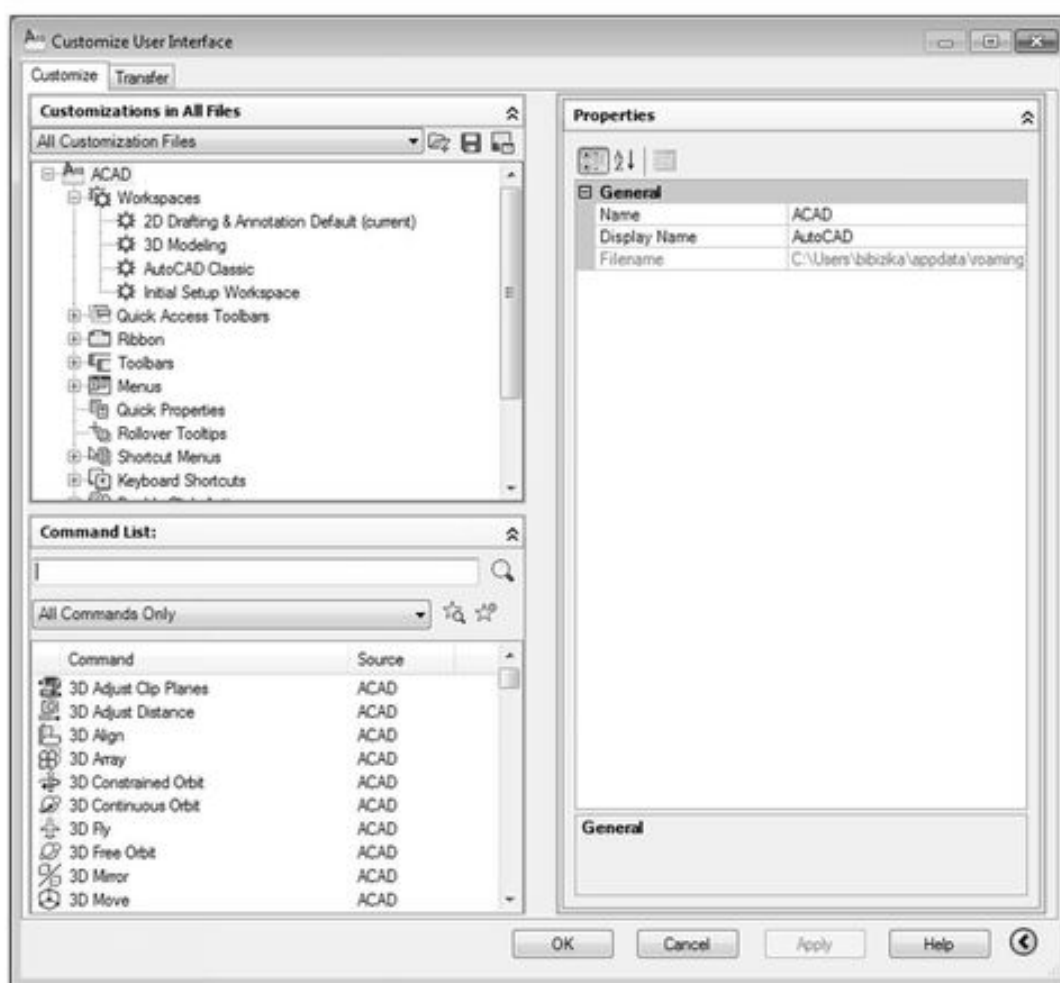 Customize User Interface
Customize Transfer
Customizations in All Files
All Customization Files
ACAD
Workspaces
2D Drafting & Annotation Default (current)
3D Modeling
AutoCAD Classic
Initial Setup Workspace
Quick Access Toolbars
Ribbon
Toolbars
Menus
Quick Properties
Rollover Tooltips
Shortcut Menus
Keyboard Shortcuts
Command List:
All Commands Only
Command Source
3D Adjust Clip Planes ACAD
3D Adjust Distance ACAD
3D Align ACAD
3D Array ACAD
3D Constrained Orbit ACAD
3D Continuous Orbit ACAD
3D Fly ACAD
3D Free Orbit ACAD
3D Mirror ACAD
3D Move ACAD
Properties
General
Name ACAD
Display Name AutoCAD
Filename C:\Users\bibizika\appdata\roaming
General
OK Cancel Apply Help